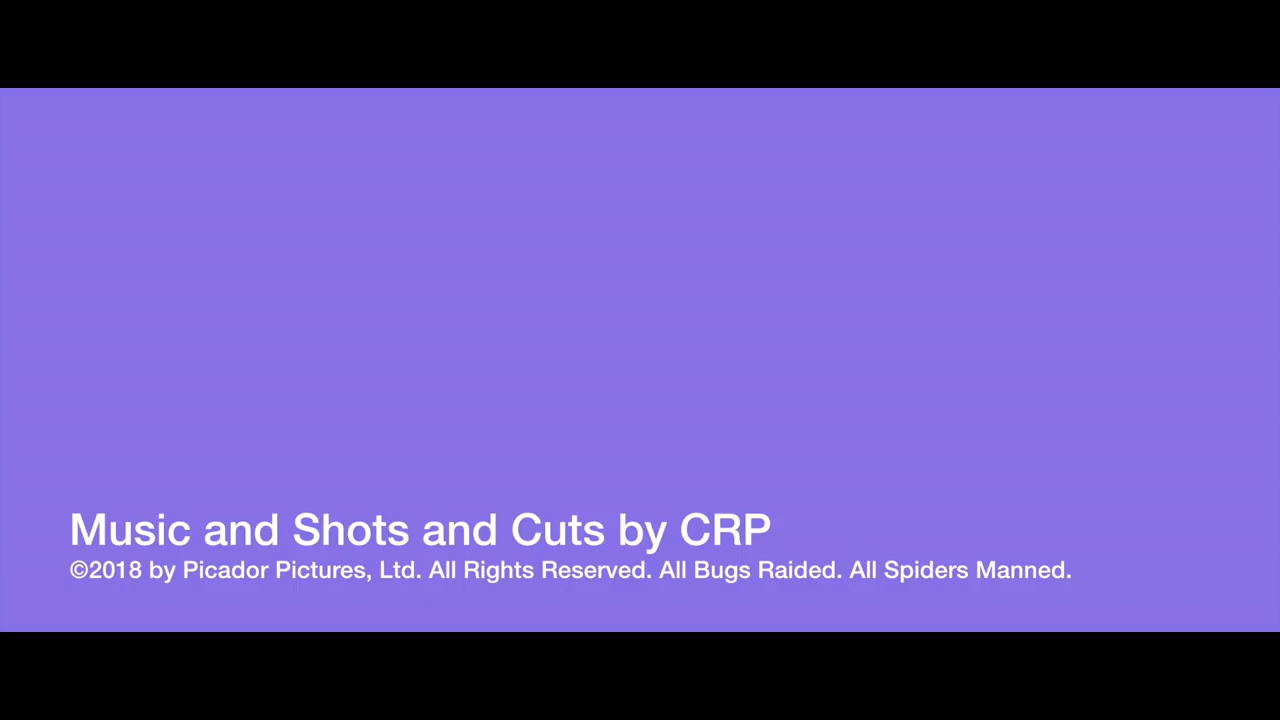 Music and Shots and Cuts by CRP
©2018 by Picador Pictures, Ltd. All Rights Reserved. All Bugs Raided. All Spiders Manned.